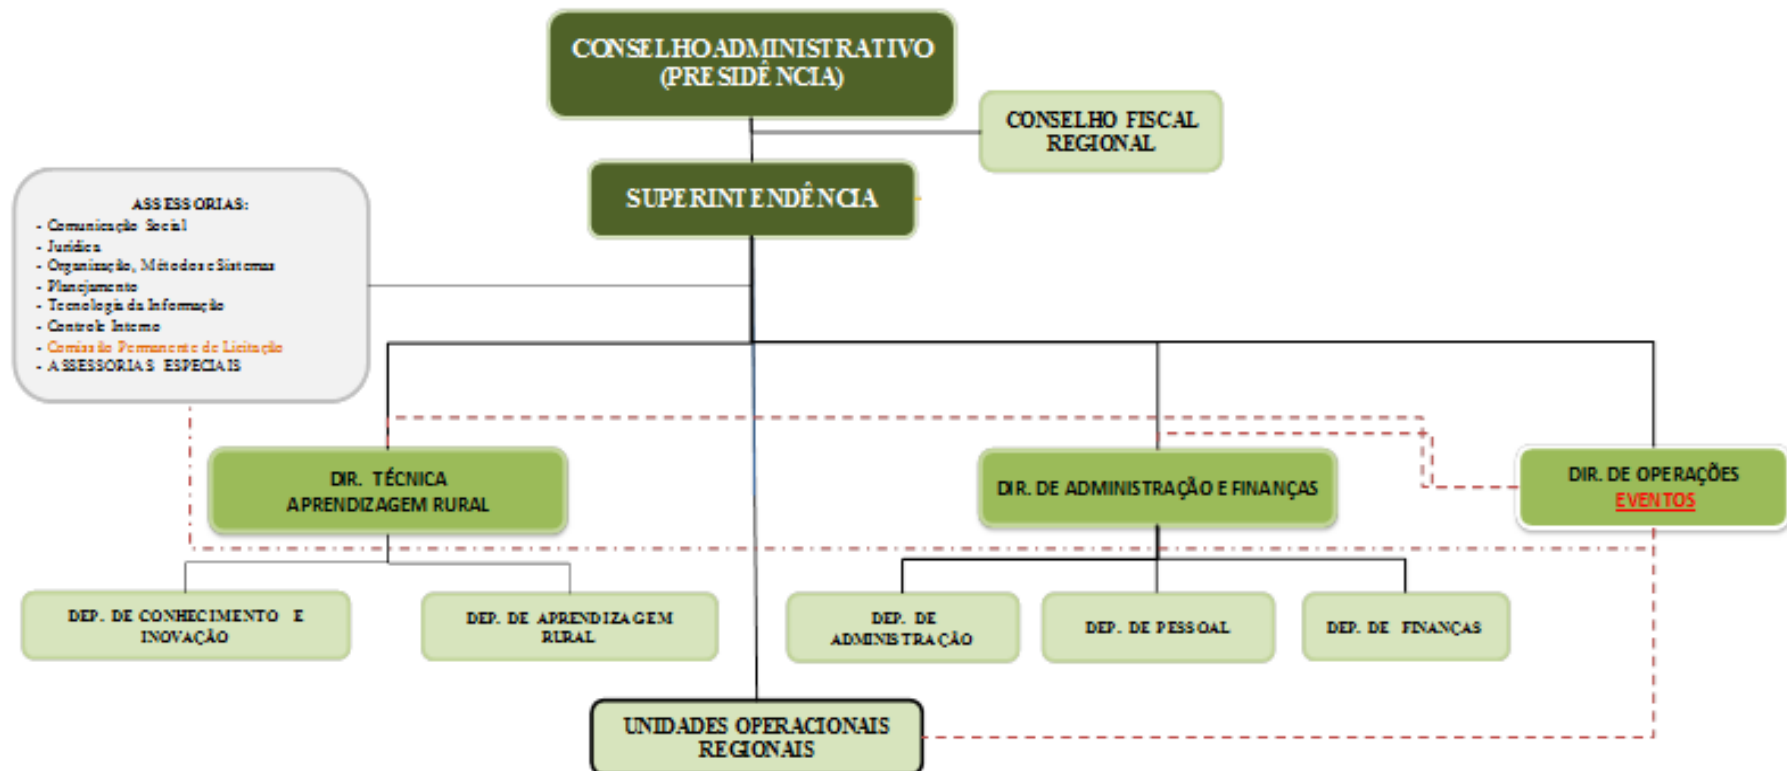 CONSELHO ADMINISTRATIVO
(PRESIDÊNCIA)
CONSELHO FISCAL
REGIONAL
SUPERINTENDÊNCIA
ASSESSORIAS:
- Comunicação Social
- Jurídica
- Organização, Métodos e Sistemas
- Planejamento
- Tecnologia da Informação
- Controle Interno
- Comissão Permanente de Licitação
- ASSESSORIAS ESPECIAIS
DIR. TÉCNICA
APRENDIZAGEM RURAL
DIR. DE ADMINISTRAÇÃO E FINANÇAS
DIR. DE OPERAÇÕES
EVENTOS
DEP. DE CONHECIMENTO E
INOVAÇÃO
DEP. DE APRENDIZAGEM
RURAL
DEP. DE
ADMINISTRAÇÃO
DEP. DE PESSOAL
DEP. DE FINANÇAS
UNIDADES OPERACIONAIS
REGIONAIS